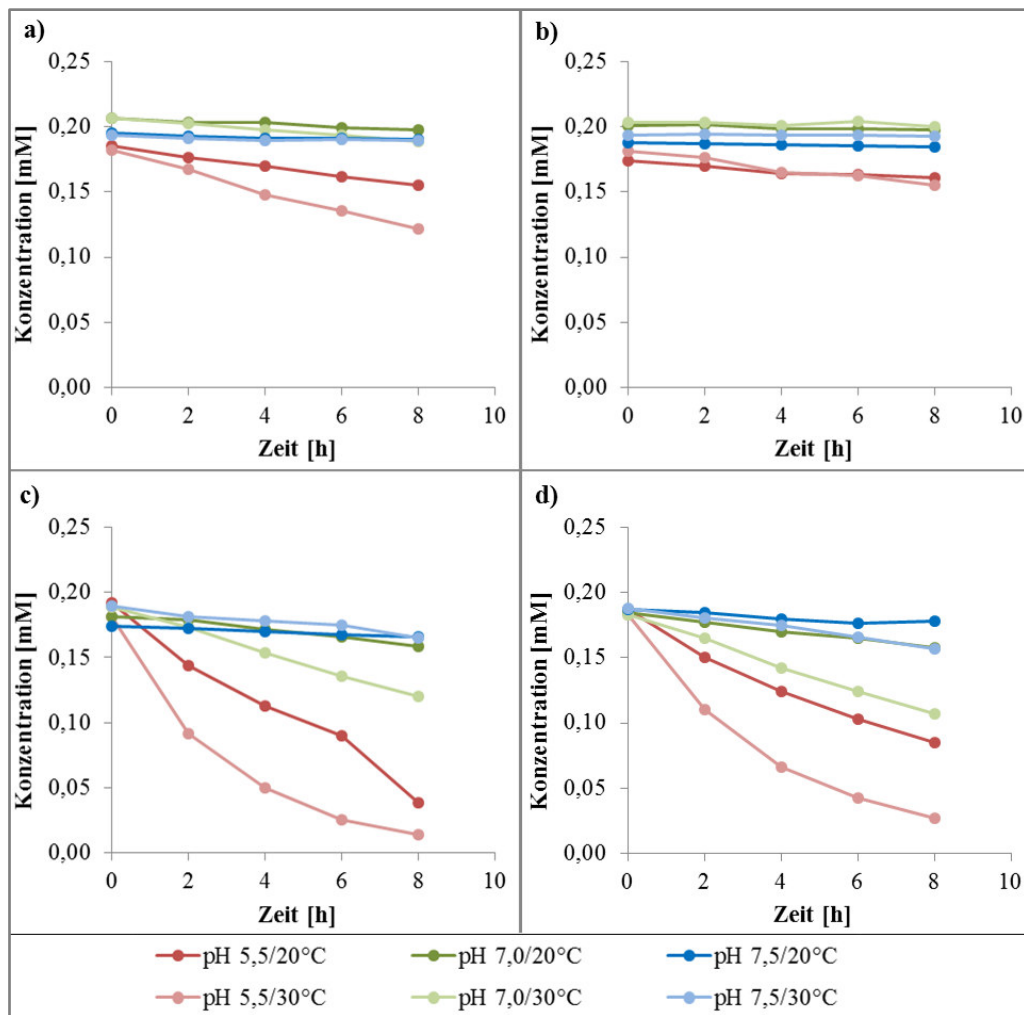 a)
0,25
0,20
0,15
0,10
0,05
0,00
Konzentration [mM]
0 2 4 6 8 10
Zeit [h]
b)
0,25
0,20
0,15
0,10
0,05
0,00
Konzentration [mM]
0 2 4 6 8 10
Zeit [h]
c)
0,25
0,20
0,15
0,10
0,05
0,00
Konzentration [mM]
0 2 4 6 8 10
Zeit [h]
d)
0,25
0,20
0,15
0,10
0,05
0,00
Konzentration [mM]
0 2 4 6 8 10
Zeit [h]
pH 5,5/20°C pH 7,0/20°C pH 7,5/20°C
pH 5,5/30°C pH 7,0/30°C pH 7,5/30°C